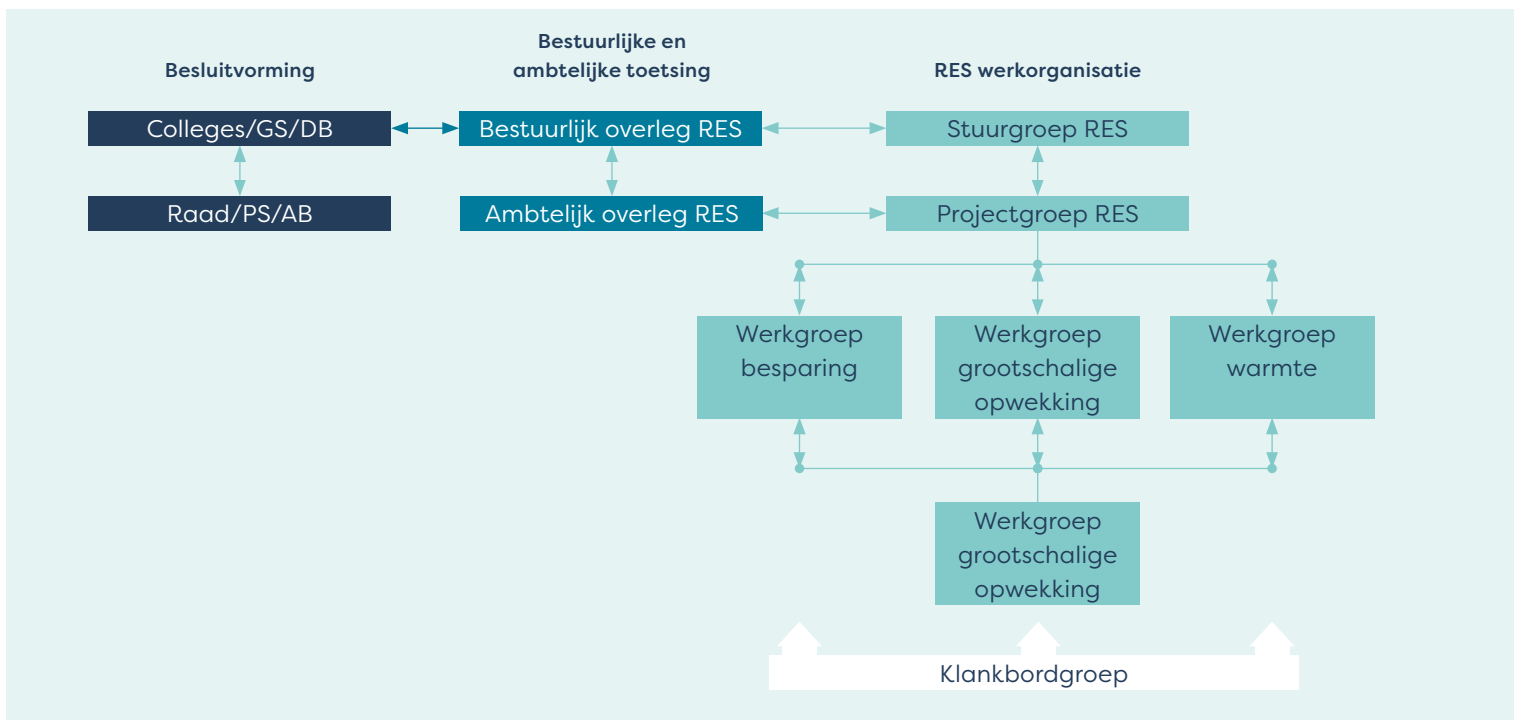 Besluitvorming
Bestuurlijke en
ambtelijke toetsing
RES werkorganisatie
Colleges/GS/DB
Bestuurlijk overleg RES
Stuurgroep RES
Raad/PS/AB
Ambtelijk overleg RES
Projectgroep RES
Werkgroep
besparing
Werkgroep
grootschalige
opwekking
Werkgroep
warmte
Werkgroep
grootschalige
opwekking
Klankbordgroep